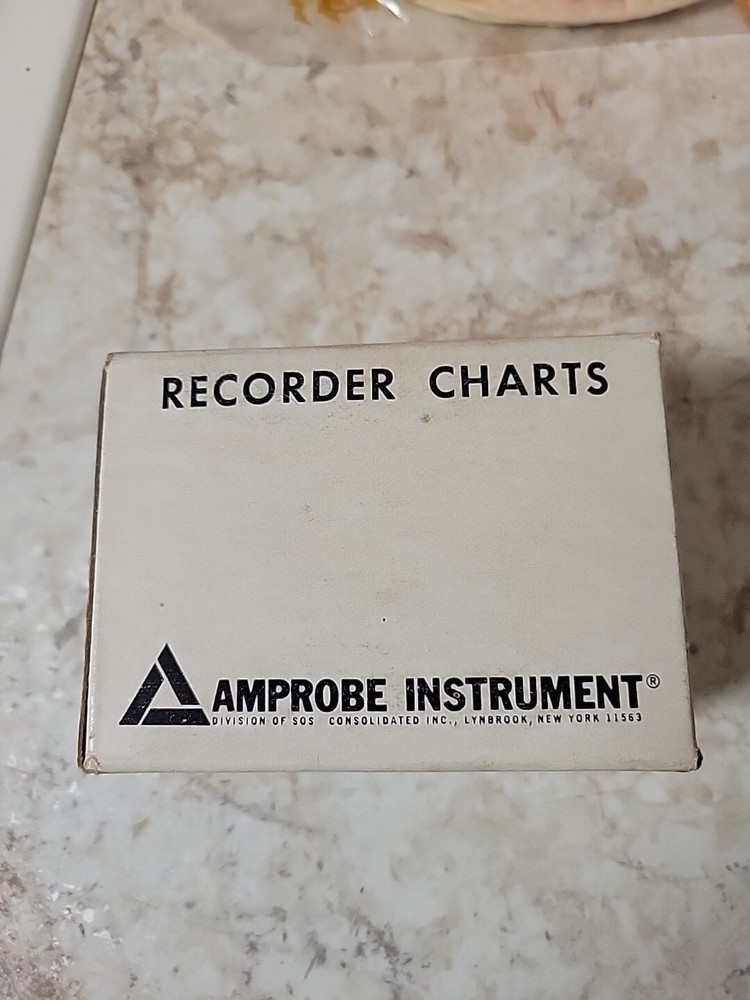 RECORDER CHARTS
AMPROBE INSTRUMENT®
DIVISION OF SOS CONSOLIDATED INC., LYNBROOK, NEW YORK 11563